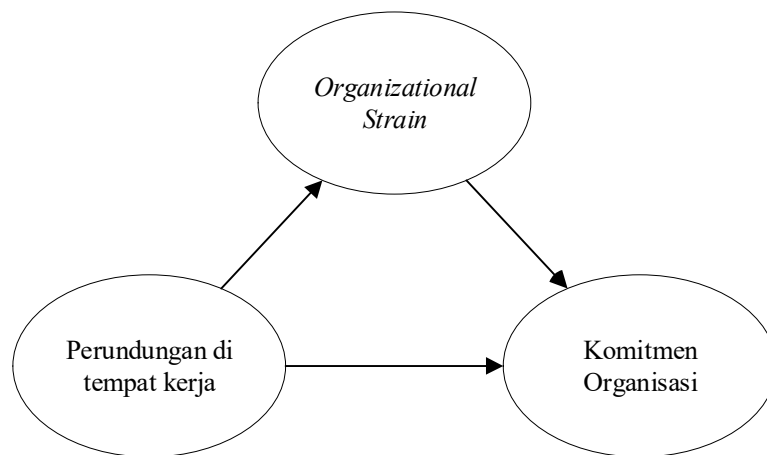 Organizational
Strain
Perundungan di
tempat kerja
Komitmen
Organisasi